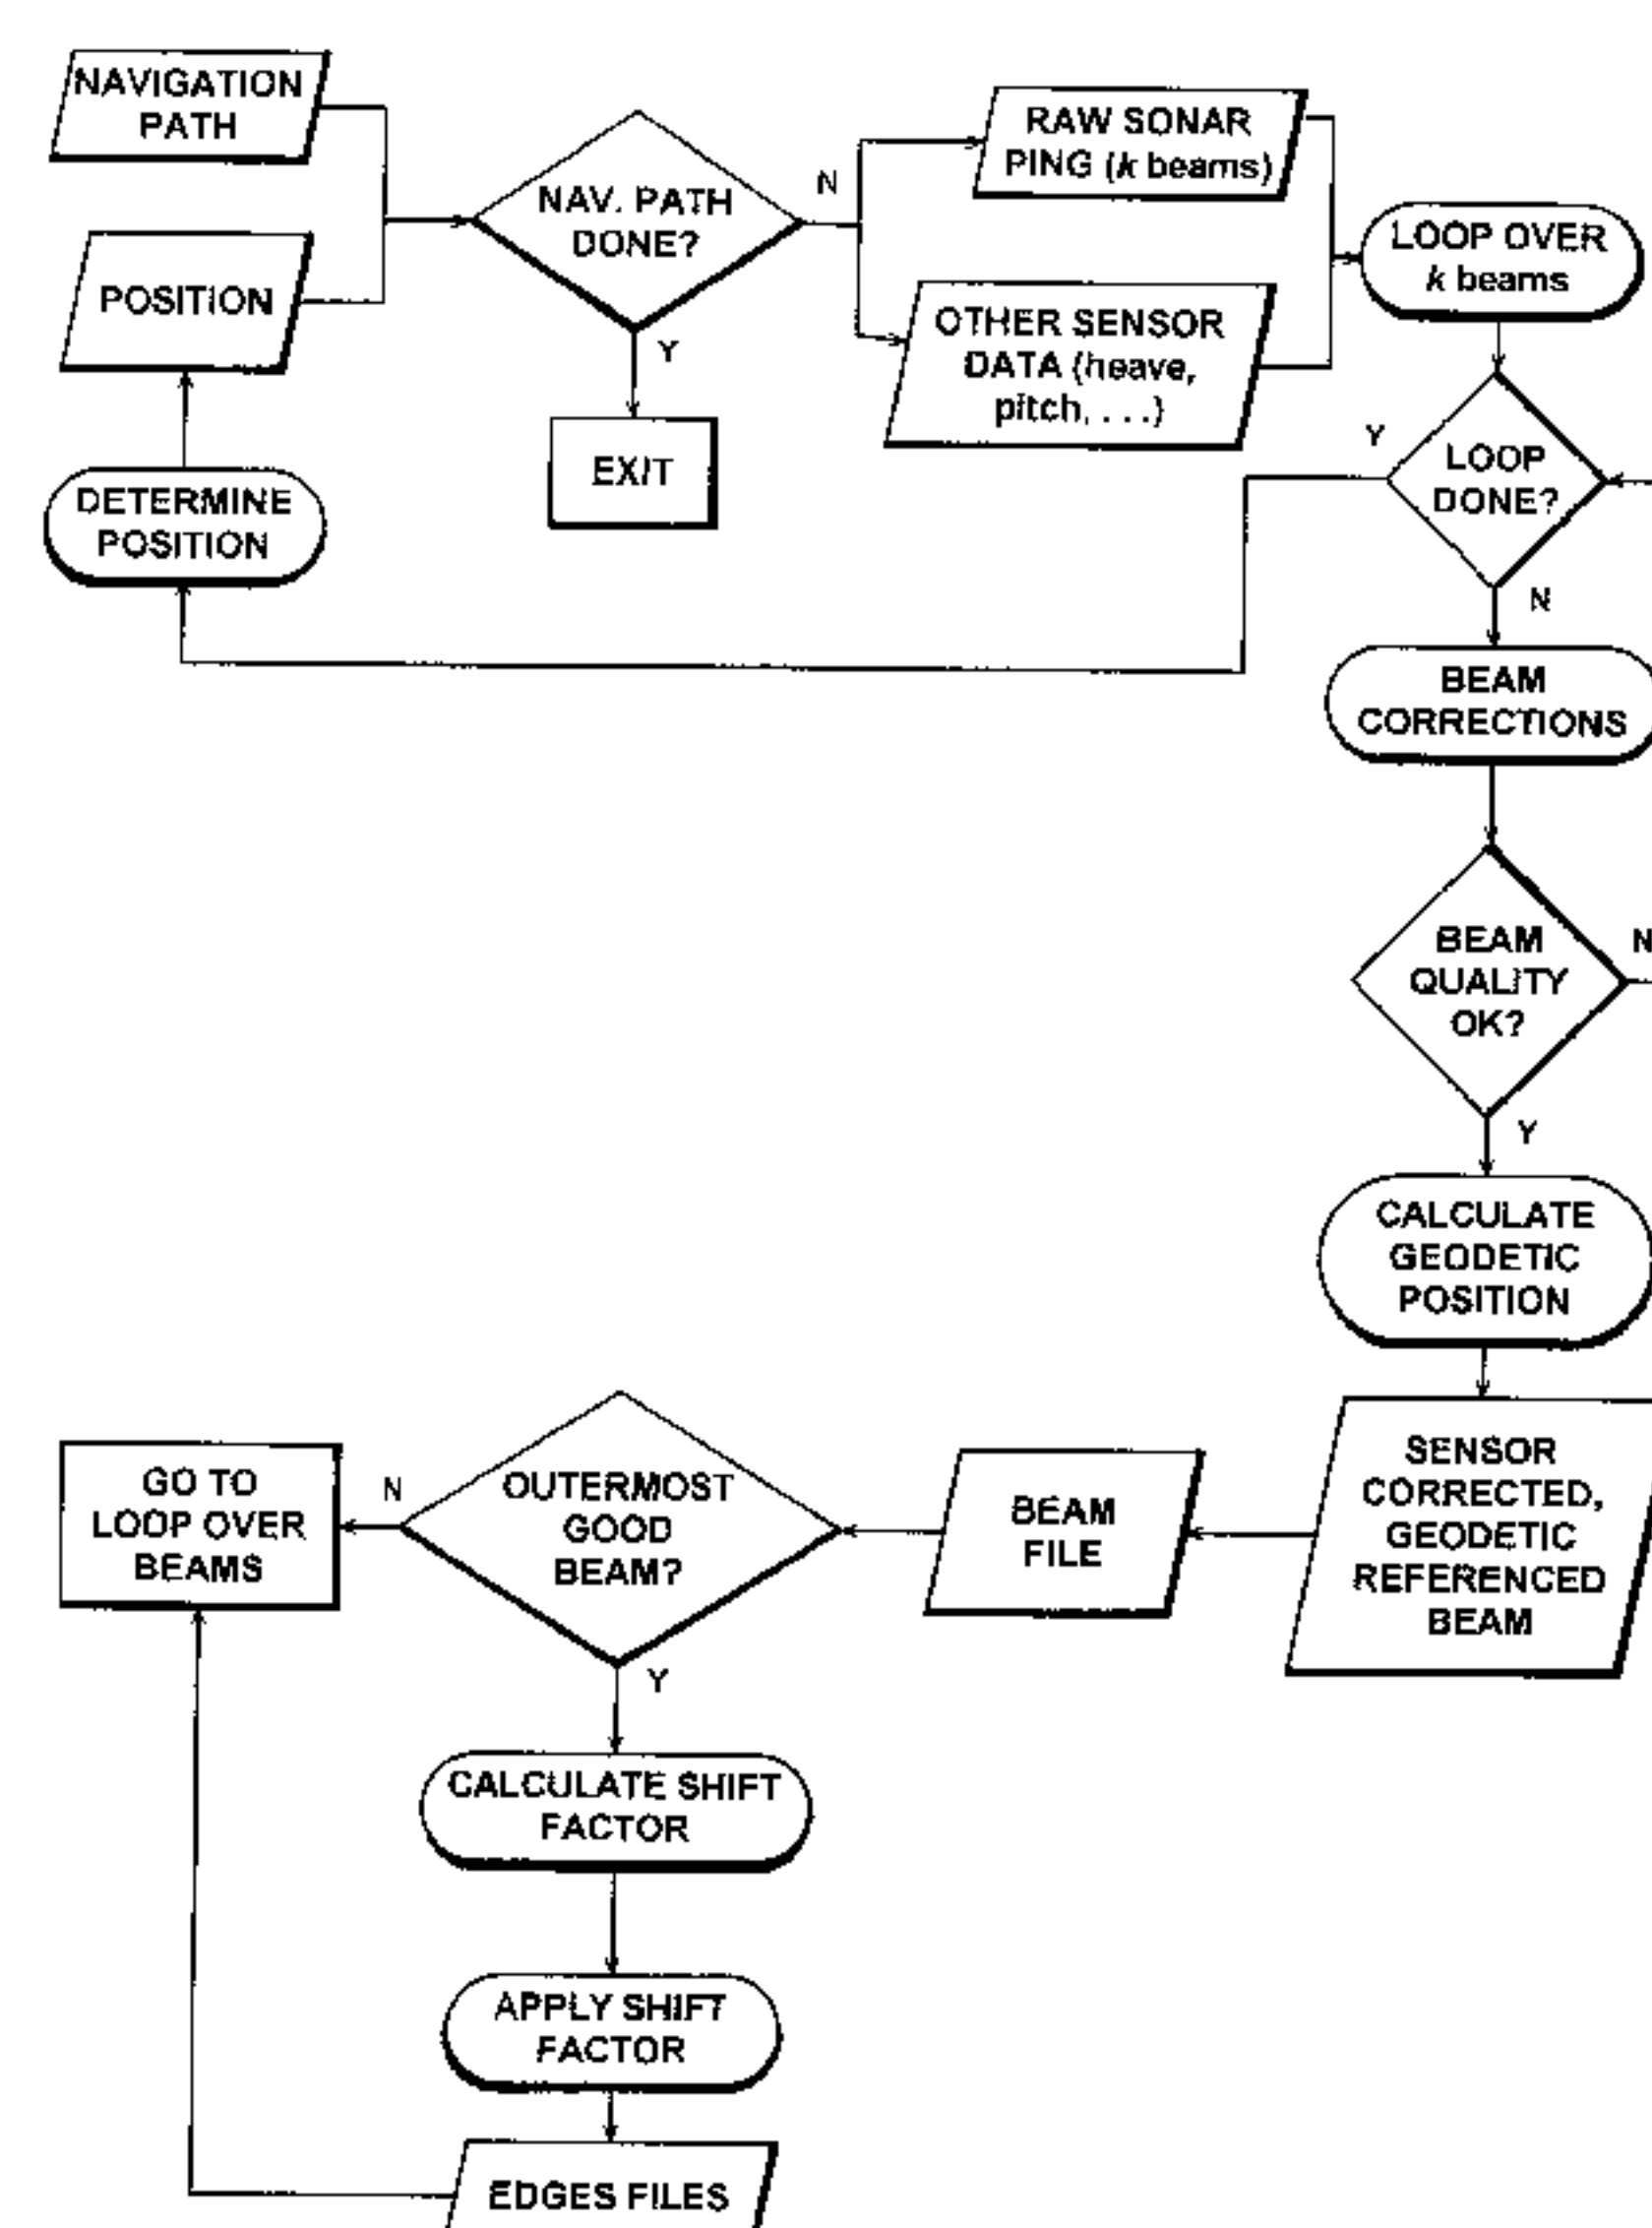 NAVIGATION
PATH
POSITION
DETERMINE
POSITION
NAV. PATH
DONE?
N
Y
EXIT
RAW SONAR
PING (k beams)
OTHER SENSOR
DATA (heave,
pitch, . . .)
LOOP OVER
k beams
LOOP
DONE?
Y
N
BEAM
CORRECTIONS
BEAM
QUALITY
OK?
N
Y
CALCULATE
GEODETIC
POSITION
SENSOR
CORRECTED,
GEODETIC
REFERENCED
BEAM
BEAM
FILE
OUTERMOST
GOOD
BEAM?
N
Y
GO TO
LOOP OVER
BEAMS
CALCULATE SHIFT
FACTOR
APPLY SHIFT
FACTOR
EDGES FILES